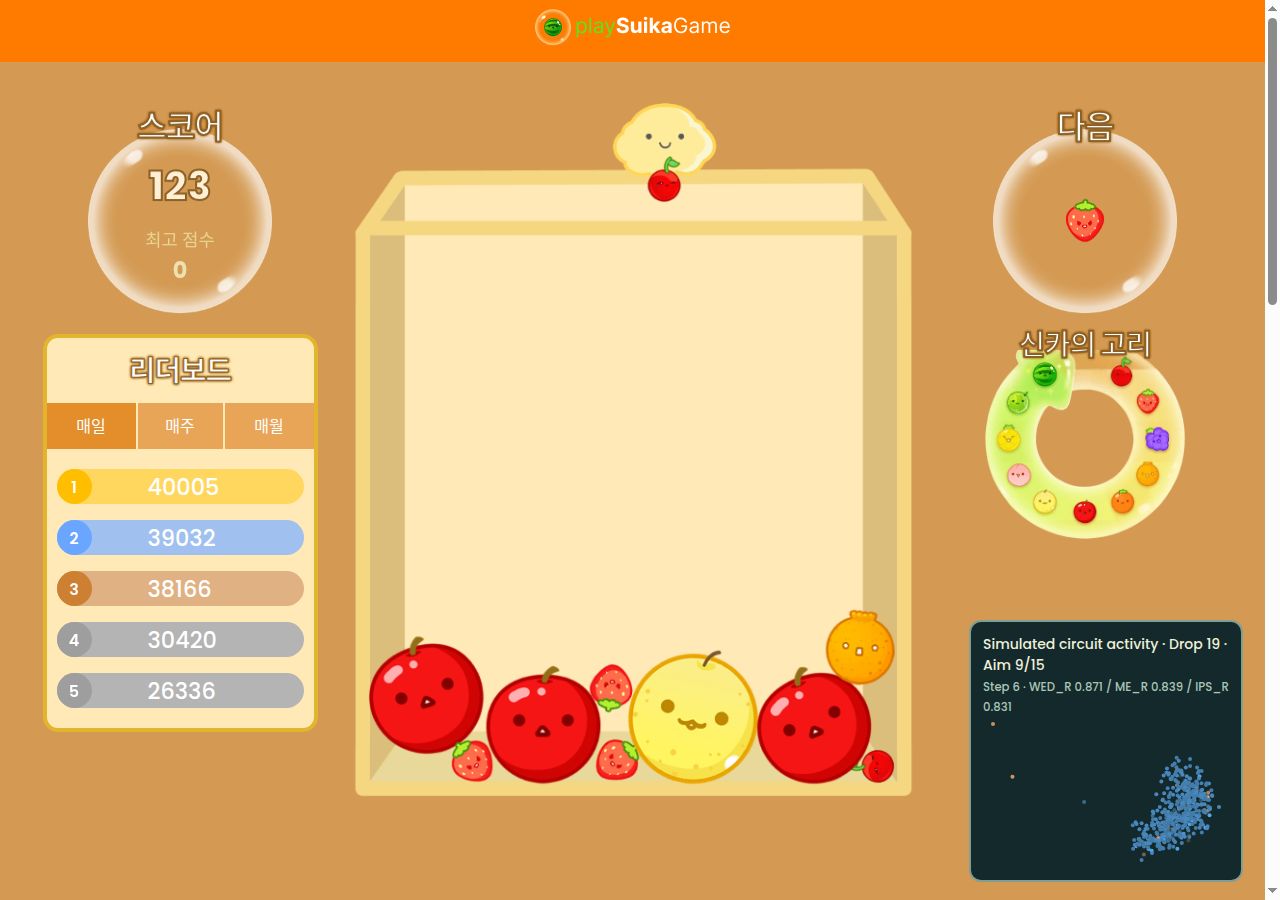 playSuikaGame
스코어
123
최고 점수
0
리더보드
매일
매주
매월
1 40005
2 39032
3 38166
4 30420
5 26336
다음
신카의 고리
Simulated circuit activity · Drop 19 ·
Aim 9/15
Step 6 · WED_R 0.871 / ME_R 0.839 / IPS_R
0.831